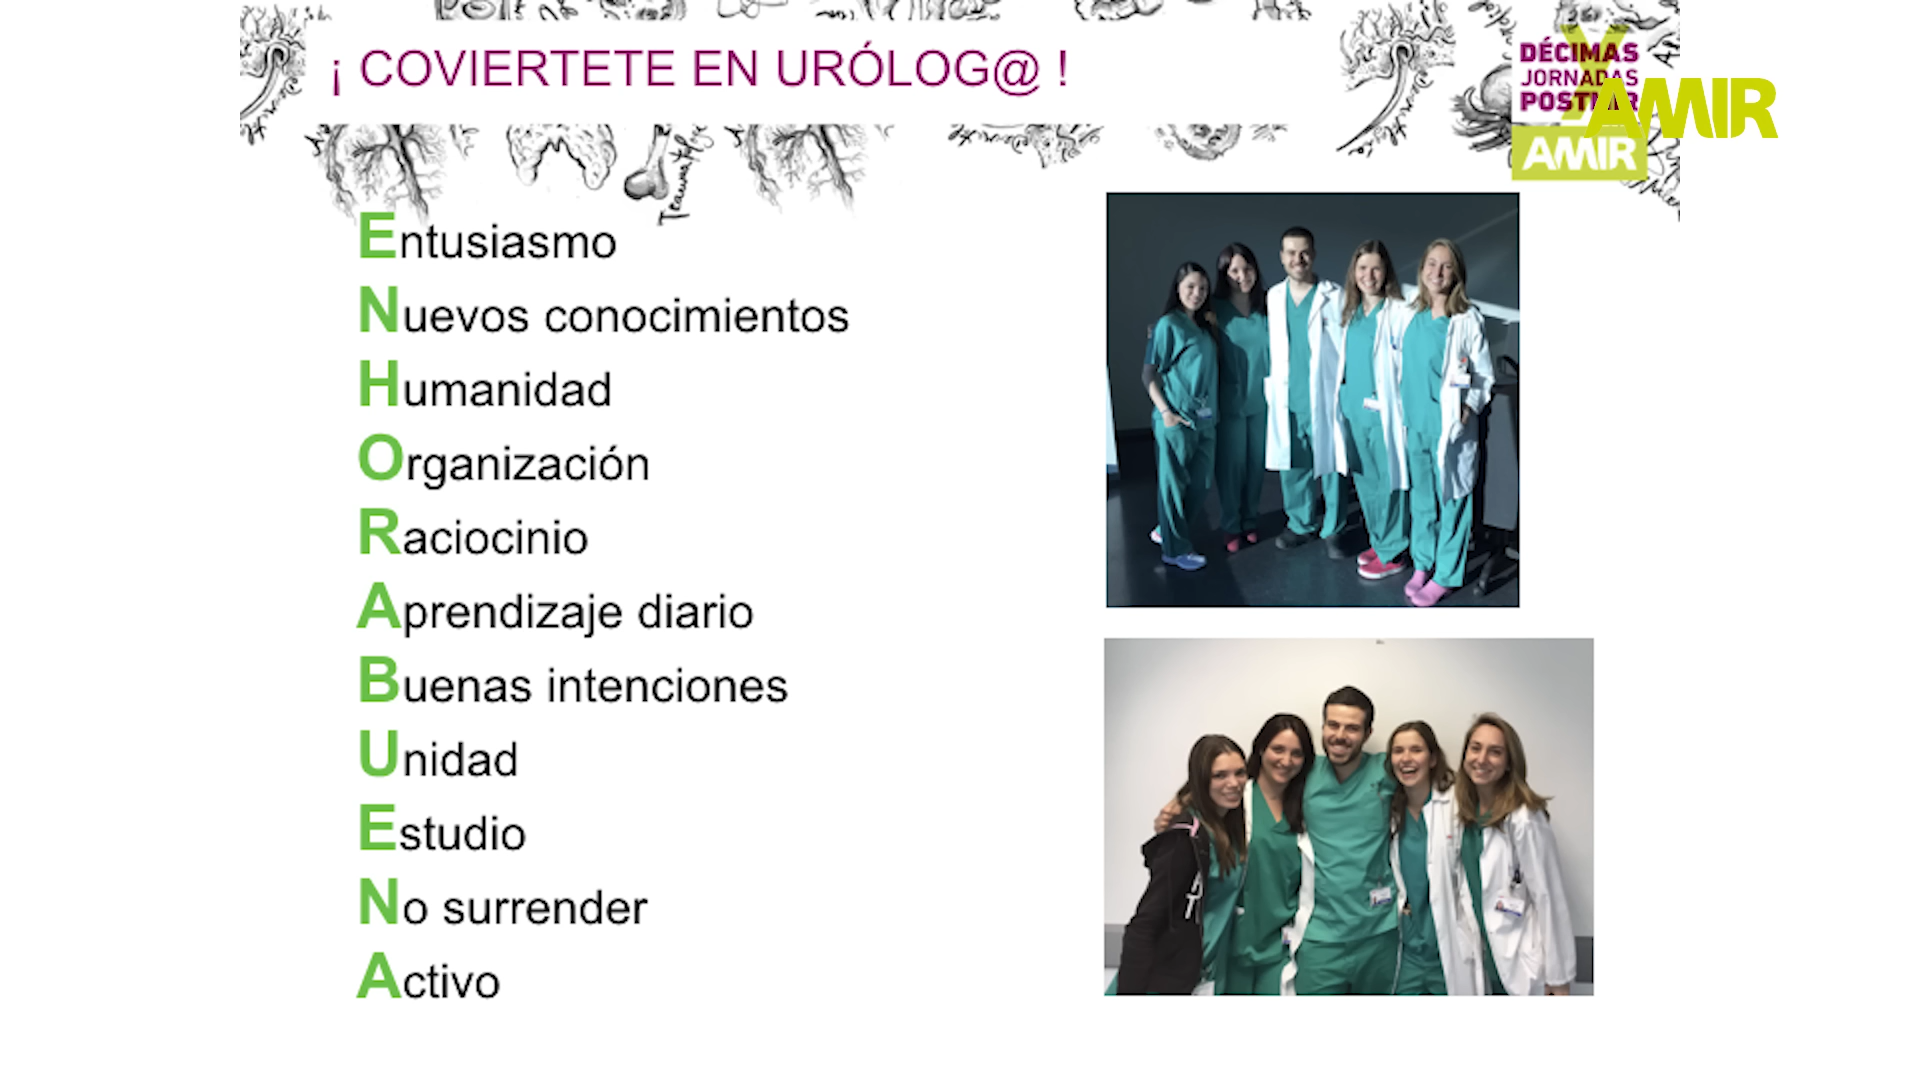 ¡ COVIERTETE EN URÓLOG@ !
DÉCIMAS
JORNADAS
AMIR
AMIR
Entusiasmo
Nuevos conocimientos
Humanidad
Organización
Raciocinio
Aprendizaje diario
Buenas intenciones
Unidad
Estudio
No surrender
Activo